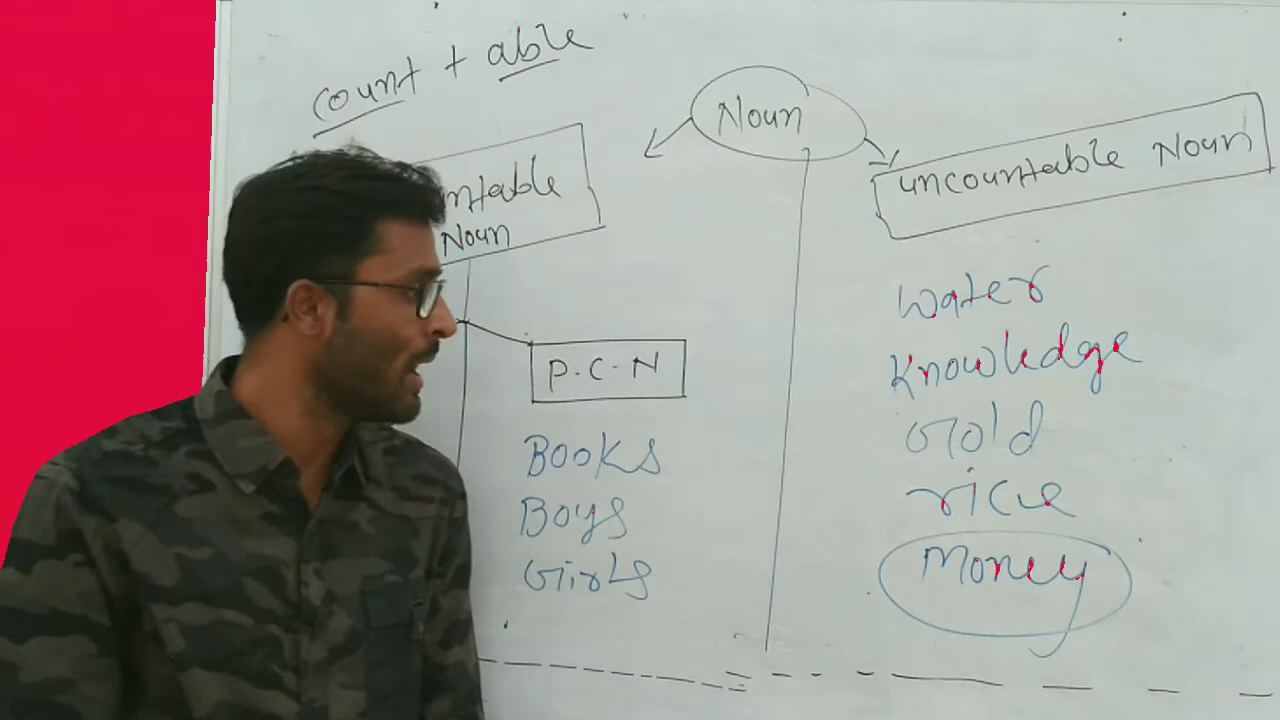 count + able
Noun
ntable
Noun
uncountable Noun
P.C.N
Books
Boys
Girls
water
Knowledge
Gold
rice
Money